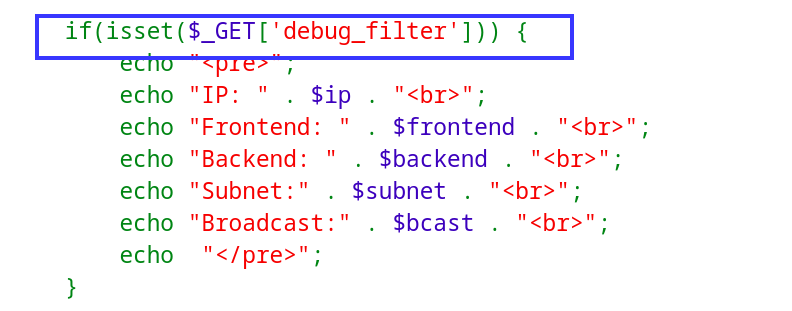 if(isset($_GET['debug_filter'])) {
echo "<pre>";
echo "IP: " . $ip . "<br>";
echo "Frontend: " . $frontend . "<br>";
echo "Backend: " . $backend . "<br>";
echo "Subnet:" . $subnet . "<br>";
echo "Broadcast:" . $bcast . "<br>";
echo  "</pre>";
}